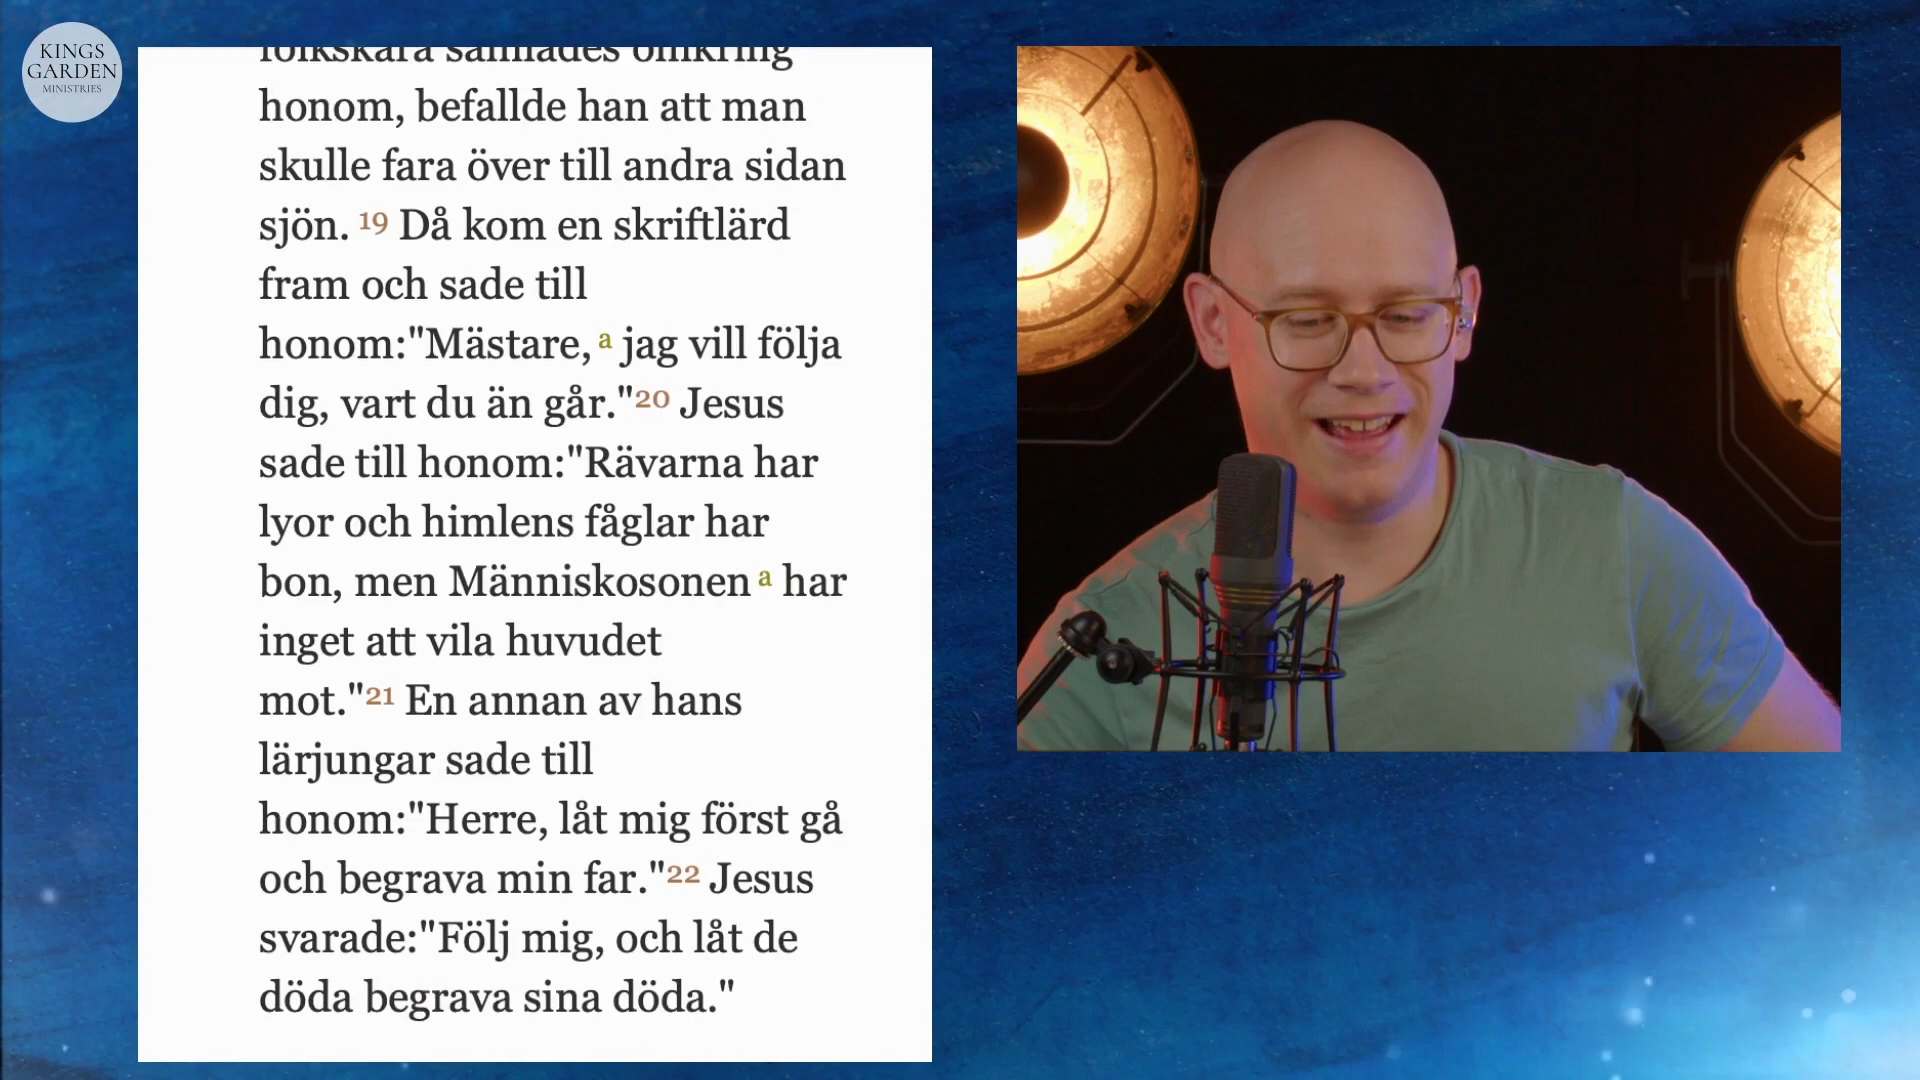 KINGS
GARDEN
MINISTRIES
folkskara samlades omkring
honom, befallde han att man
skulle fara över till andra sidan
sjön. 19 Då kom en skriftlärd
fram och sade till
honom:"Mästare, a jag vill följa
dig, vart du än går."20 Jesus
sade till honom:"Rävarna har
lyor och himlens fåglar har
bon, men Människosonen a har
inget att vila huvudet
mot."21 En annan av hans
lärjungar sade till
honom:"Herre, låt mig först gå
och begrava min far."22 Jesus
svarade:"Följ mig, och låt de
döda begrava sina döda."